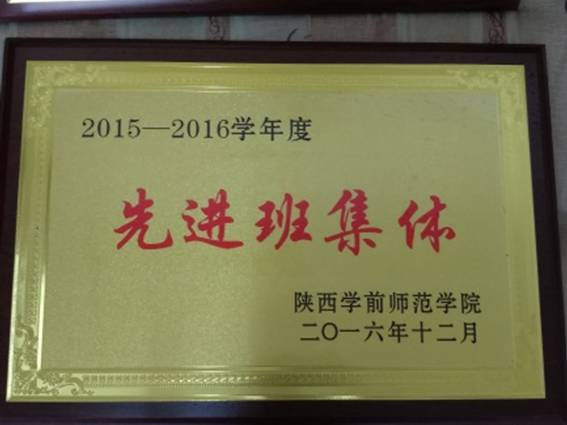 2015—2016学年度
先进班集体
陕西学前师范学院
二〇一六年十二月